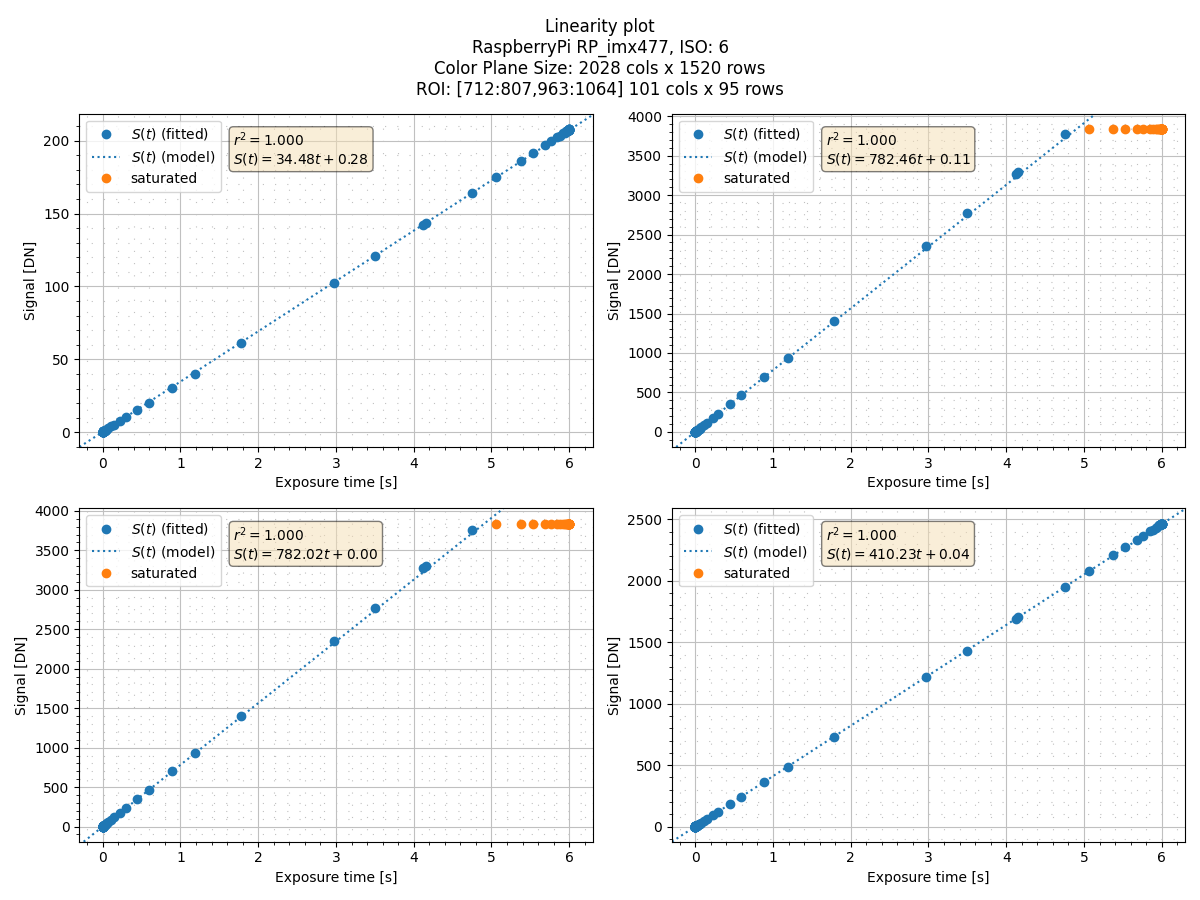 Linearity plot
RaspberryPi RP_imx477, ISO: 6
Color Plane Size: 2028 cols x 1520 rows
ROI: [712:807,963:1064] 101 cols x 95 rows
S(t) (fitted)
S(t) (model)
saturated
r² = 1.000
S(t) = 34.48t + 0.28
200
150
100
50
0
Signal [DN]
0 1 2 3 4 5 6
Exposure time [s]
S(t) (fitted)
S(t) (model)
saturated
r² = 1.000
S(t) = 782.46t + 0.11
4000
3500
3000
2500
2000
1500
1000
500
0
Signal [DN]
0 1 2 3 4 5 6
Exposure time [s]
S(t) (fitted)
S(t) (model)
saturated
r² = 1.000
S(t) = 782.02t + 0.00
4000
3500
3000
2500
2000
1500
1000
500
0
Signal [DN]
0 1 2 3 4 5 6
Exposure time [s]
S(t) (fitted)
S(t) (model)
saturated
r² = 1.000
S(t) = 410.23t + 0.04
2500
2000
1500
1000
500
0
Signal [DN]
0 1 2 3 4 5 6
Exposure time [s]